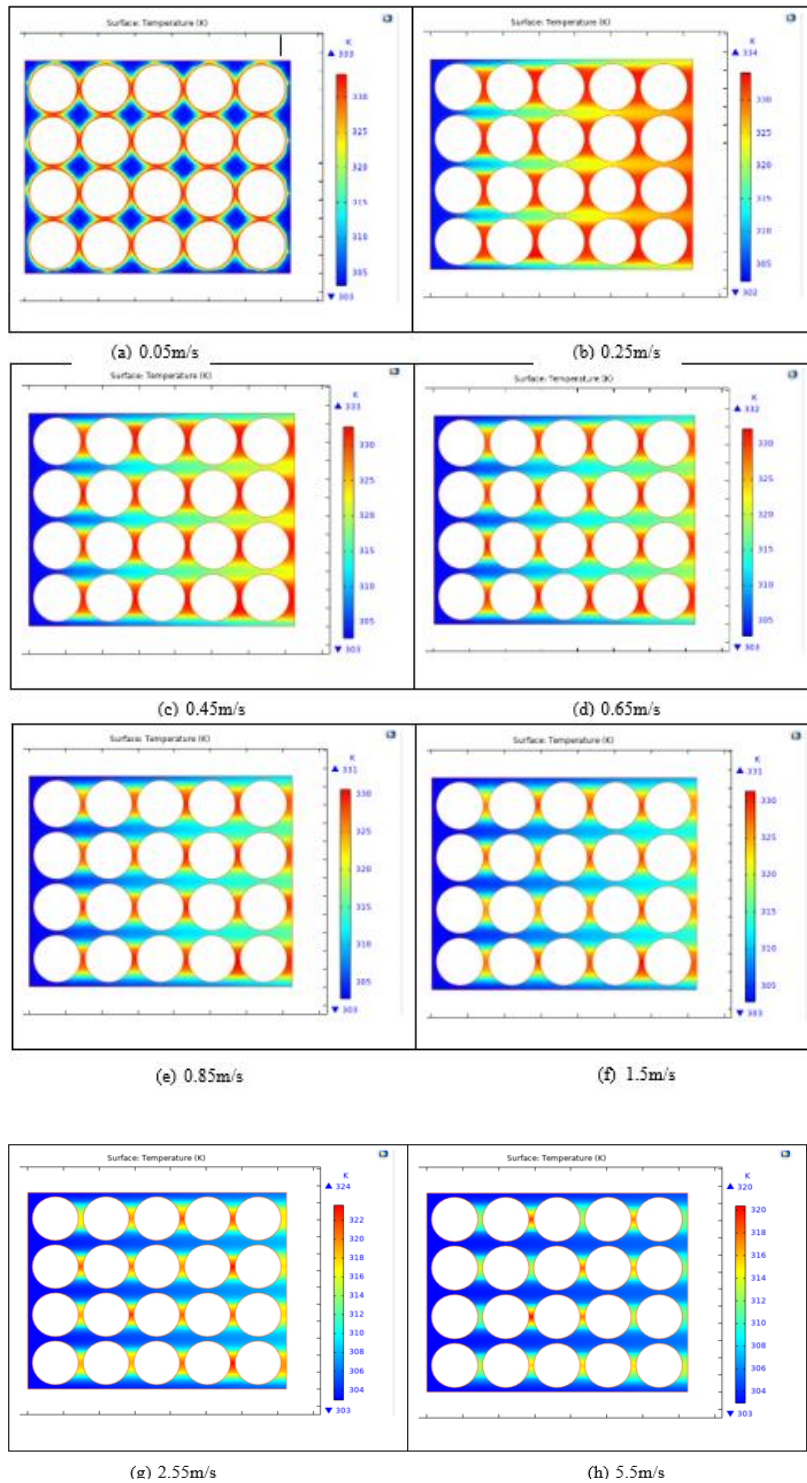 Surface: Temperature (K)
K
▲ 333
330
325
320
315
310
305
▼ 303
(a) 0.05m/s
Surface: Temperature (K)
K
▲ 334
330
325
320
315
310
305
▼ 302
(b) 0.25m/s
Surface: Temperature (K)
K
▲ 333
330
325
320
315
310
305
▼ 303
(c) 0.45m/s
Surface: Temperature (K)
K
▲ 332
330
325
320
315
310
305
▼ 303
(d) 0.65m/s
Surface: Temperature (K)
K
▲ 331
330
325
320
315
310
305
▼ 303
(e) 0.85m/s
Surface: Temperature (K)
K
▲ 331
330
325
320
315
310
305
▼ 303
(f) 1.5m/s
Surface: Temperature (K)
K
▲ 324
322
320
318
316
314
312
310
308
306
304
▼ 303
(g) 2.55m/s
Surface: Temperature (K)
K
▲ 320
320
318
316
314
312
310
308
306
304
▼ 303
(h) 5.5m/s